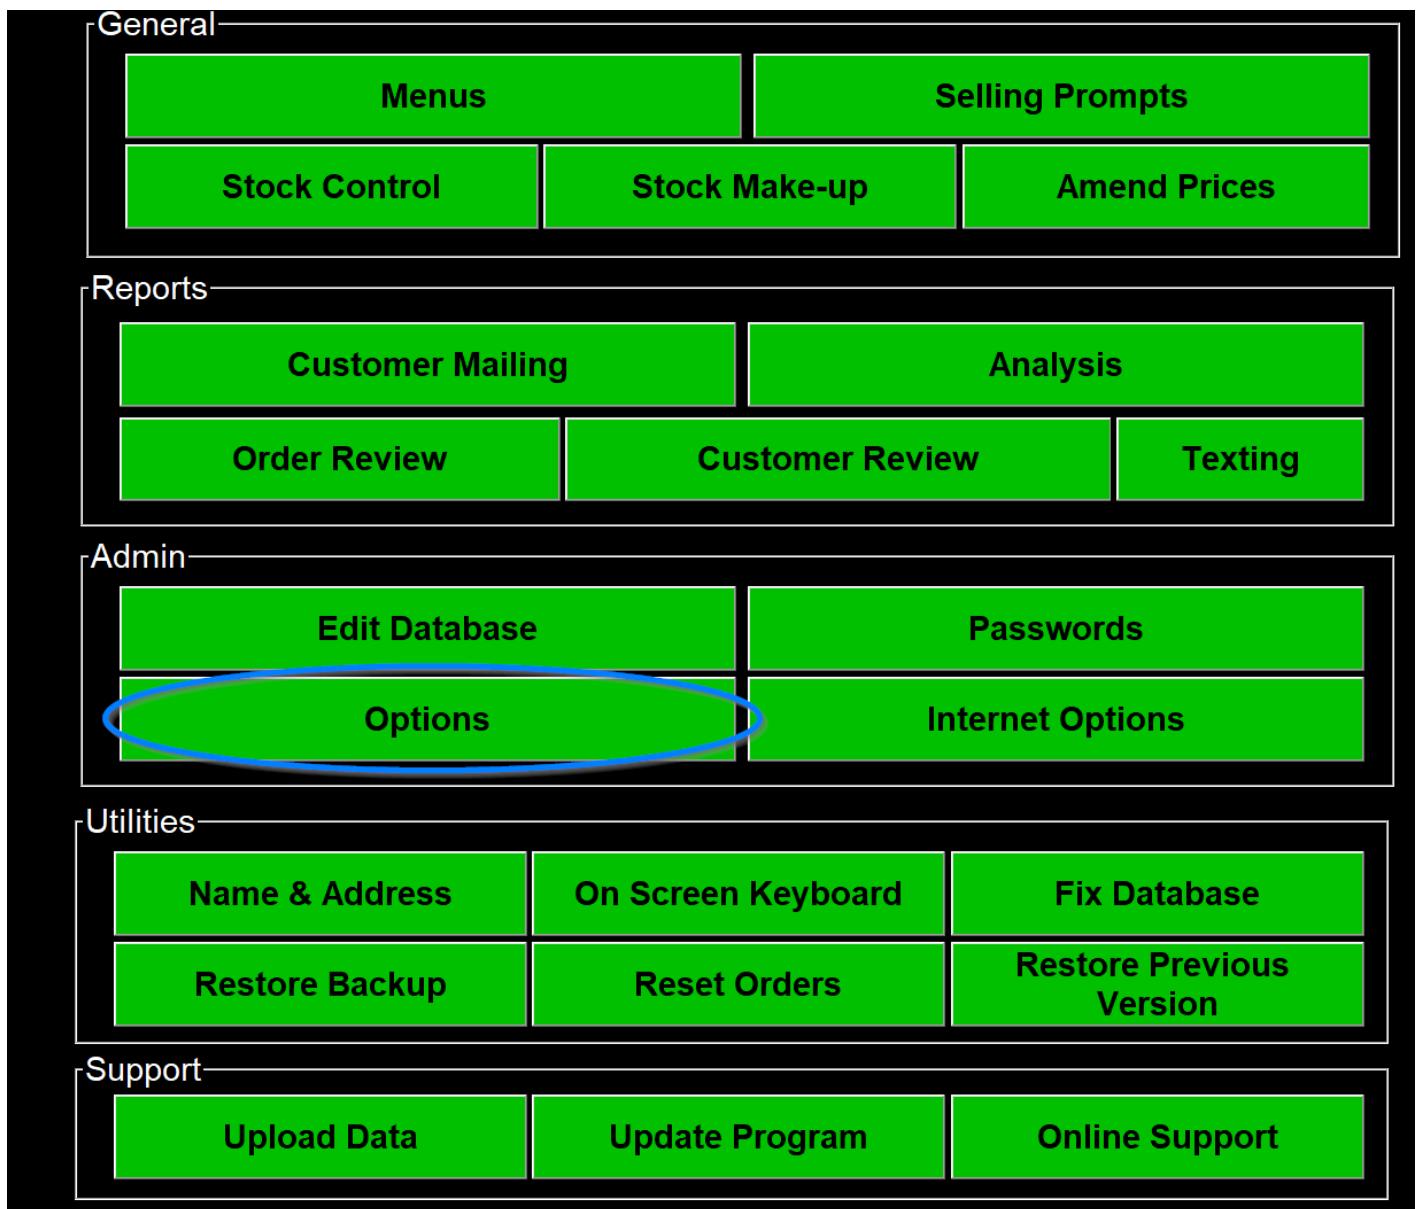 General
Menus
Selling Prompts
Stock Control
Stock Make-up
Amend Prices
Reports
Customer Mailing
Analysis
Order Review
Customer Review
Texting
Admin
Edit Database
Passwords
Options
Internet Options
Utilities
Name & Address
On Screen Keyboard
Fix Database
Restore Backup
Reset Orders
Restore Previous
Version
Support
Upload Data
Update Program
Online Support